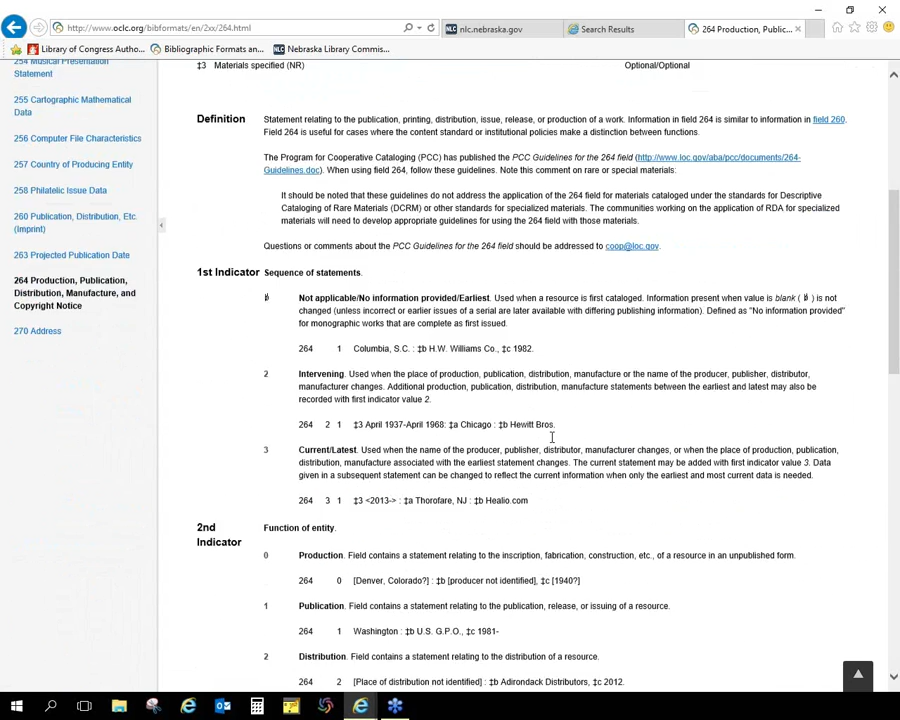 http://www.oclc.org/bibformats/en/2xx/264.html
nlc.nebraska.gov
Search Results
264 Production, Public...
Library of Congress Autho...
Bibliographic Formats an...
Nebraska Library Commis...
254 Musical Presentation
Statement
255 Cartographic Mathematical
Data
256 Computer File Characteristics
257 Country of Producing Entity
258 Philatelic Issue Data
260 Publication, Distribution, Etc.
(Imprint)
263 Projected Publication Date
264 Production, Publication,
Distribution, Manufacture, and
Copyright Notice
270 Address
‡3 Materials specified (NR) Optional/Optional
Definition Statement relating to the publication, printing, distribution, issue, release, or production of a work. Information in field 264 is similar to information in field 260.
Field 264 is useful for cases where the content standard or institutional policies make a distinction between functions.
The Program for Cooperative Cataloging (PCC) has published the PCC Guidelines for the 264 field (http://www.loc.gov/aba/pcc/documents/264-
Guidelines.doc). When using field 264, follow these guidelines. Note this comment on rare or special materials:
It should be noted that these guidelines do not address the application of the 264 field for materials cataloged under the standards for Descriptive
Cataloging of Rare Materials (DCRM) or other standards for specialized materials. The communities working on the application of RDA for specialized
materials will need to develop appropriate guidelines for using the 264 field with those materials.
Questions or comments about the PCC Guidelines for the 264 field should be addressed to coop@loc.gov.
1st Indicator Sequence of statements.
ƀ Not applicable/No information provided/Earliest. Used when a resource is first cataloged. Information present when value is blank ( ƀ ) is not
changed (unless incorrect or earlier issues of a serial are later available with differing publishing information). Defined as "No information provided"
for monographic works that are complete as first issued.
264 1 Columbia, S.C. : ‡b H.W. Williams Co., ‡c 1982.
2 Intervening. Used when the place of production, publication, distribution, manufacture or the name of the producer, publisher, distributor,
manufacturer changes. Additional production, publication, distribution, manufacture statements between the earliest and latest may also be
recorded with first indicator value 2.
264 2 1 ‡3 April 1937-April 1968: ‡a Chicago : ‡b Hewitt Bros.
3 Current/Latest. Used when the name of the producer, publisher, distributor, manufacturer changes, or when the place of production, publication,
distribution, manufacture associated with the earliest statement changes. The current statement may be added with first indicator value 3. Data
given in a subsequent statement can be changed to reflect the current information when only the earliest and most current data is needed.
264 3 1 ‡3 <2013-> : ‡a Thorofare, NJ : ‡b Healio.com
2nd
Indicator
Function of entity.
0 Production. Field contains a statement relating to the inscription, fabrication, construction, etc., of a resource in an unpublished form.
264 0 [Denver, Colorado?] : ‡b [producer not identified], ‡c [1940?]
1 Publication. Field contains a statement relating to the publication, release, or issuing of a resource.
264 1 Washington : ‡b U.S. G.P.O., ‡c 1981-
2 Distribution. Field contains a statement relating to the distribution of a resource.
264 2 [Place of distribution not identified] : ‡b Adirondack Distributors, ‡c 2012.